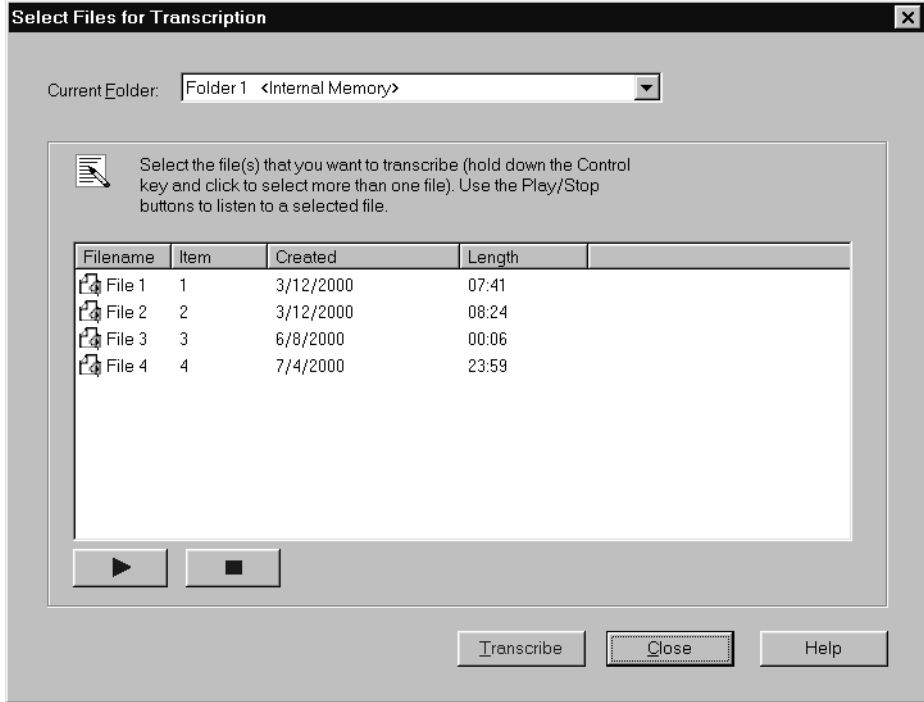 Select Files for Transcription
Current Folder: Folder 1 <Internal Memory>
Select the file(s) that you want to transcribe (hold down the Control
key and click to select more than one file). Use the Play/Stop
buttons to listen to a selected file.
Filename Item Created Length
File 1 1 3/12/2000 07:41
File 2 2 3/12/2000 08:24
File 3 3 6/8/2000 00:06
File 4 4 7/4/2000 23:59
Transcribe Close Help